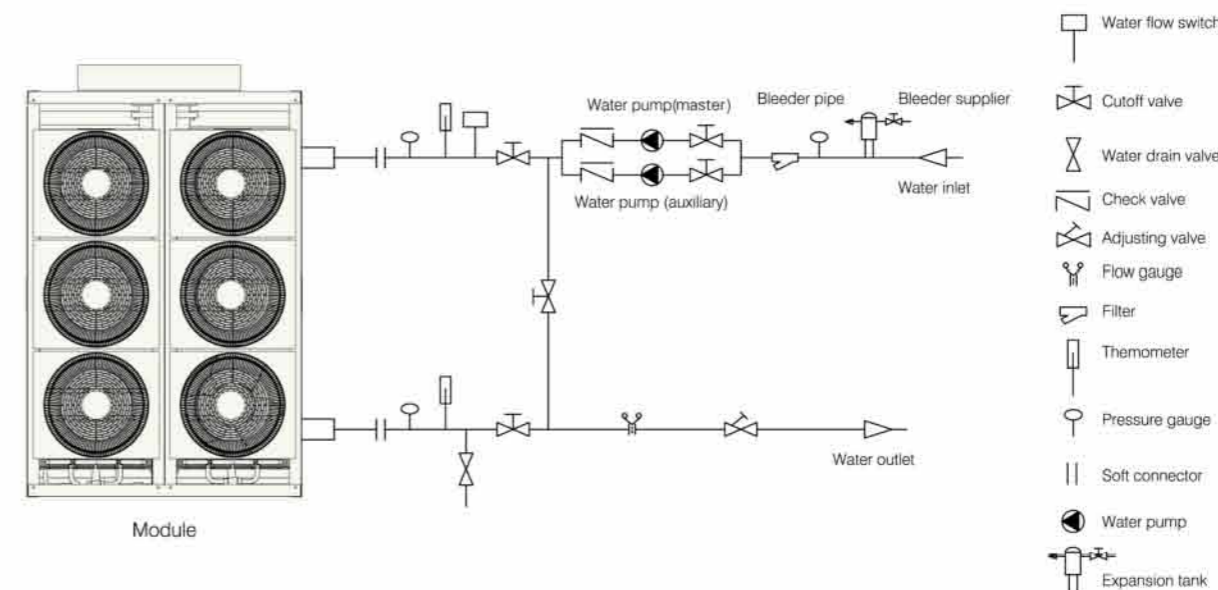 Water pump(master)
Water pump (auxiliary)
Bleeder pipe
Bleeder supplier
Water inlet
Water outlet
Module
Water flow switch
Cutoff valve
Water drain valve
Check valve
Adjusting valve
Flow gauge
Filter
Themometer
Pressure gauge
Soft connector
Water pump
Expansion tank